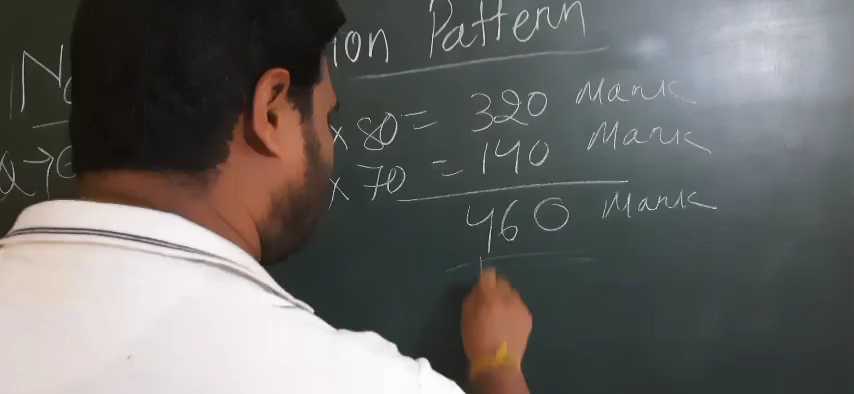 ion Pattern
x 80 = 320 Mark
x 70 = 140 Mark
460 Mark